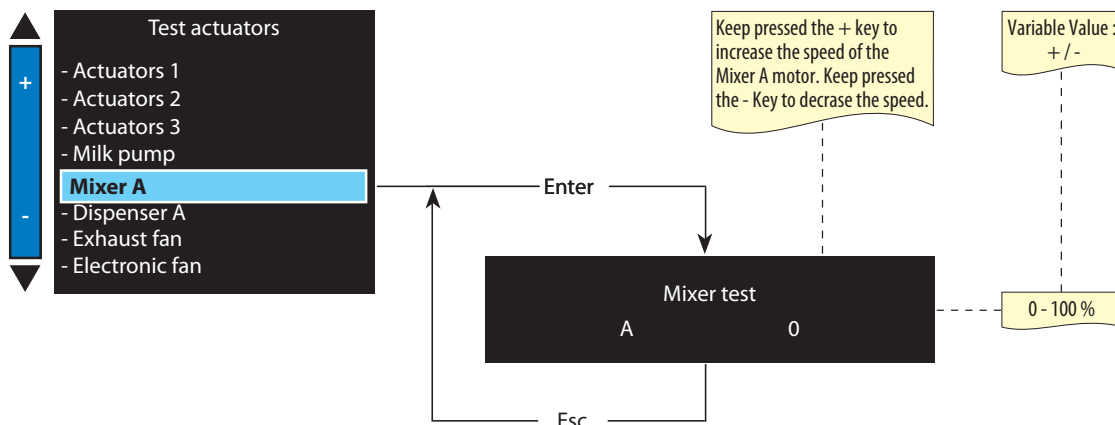 Test actuators
+
-
- Actuators 1
- Actuators 2
- Actuators 3
- Milk pump
Mixer A
- Dispenser A
- Exhaust fan
- Electronic fan
Enter
Keep pressed the + key to
increase the speed of the
Mixer A motor. Keep pressed
the - Key to decrase the speed.
Variable Value :
+ / -
Mixer test
A 0
0 - 100 %
Esc